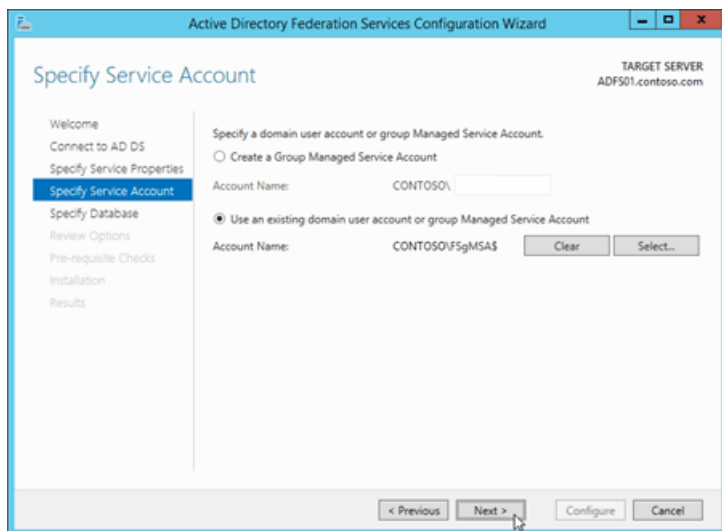 Active Directory Federation Services Configuration Wizard
Specify Service Account
TARGET SERVER
ADFS01.contoso.com
Welcome
Connect to AD DS
Specify Service Properties
Specify Service Account
Specify Database
Review Options
Pre-requisite Checks
Installation
Results
Specify a domain user account or group Managed Service Account.
Create a Group Managed Service Account
Account Name: CONTOSO\
Use an existing domain user account or group Managed Service Account
Account Name: CONTOSO\FSgMSA$ Clear Select...
< Previous Next > Configure Cancel